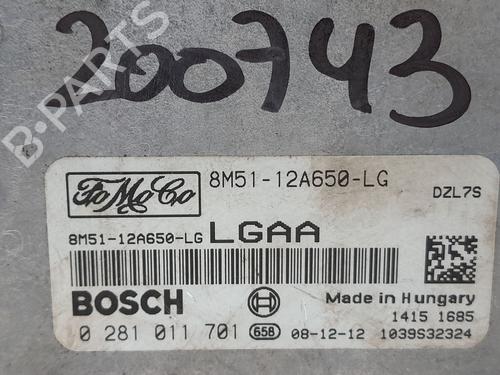 200743
B-PARTS
FoMoCo
8M51-12A650-LG
DZL7S
8M51-12A650-LG LGAA
BOSCH
Made in Hungary
1415 1685
0 281 011 701 658 08-12-12 1039S32324